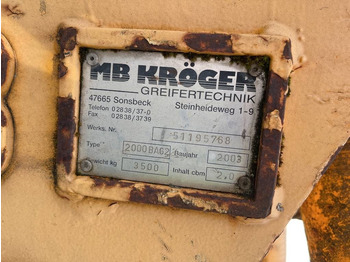 MB KRÖGER
GREIFERTECHNIK
47665 Sonsbeck Steinheideweg 1-9
Telefon 02838/37-0
Fax 02838/3739
Werks. Nr. 51195768
Type 2000BA62 Baujahr 2003
wicht kg 3500 Inhalt cbm 2.0